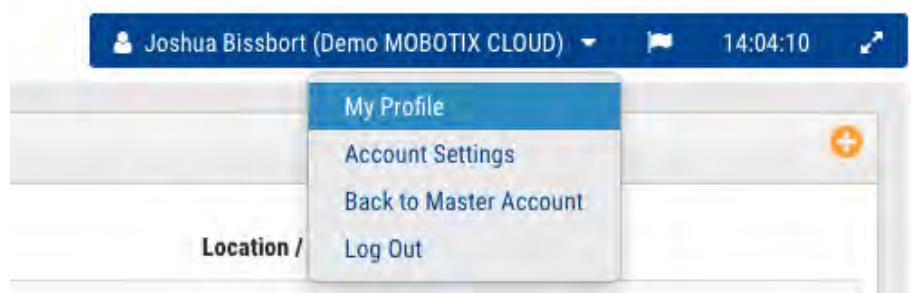 Joshua Bissbort (Demo MOBOTIX CLOUD) 14:04:10
My Profile
Account Settings
Back to Master Account
Location /
Log Out